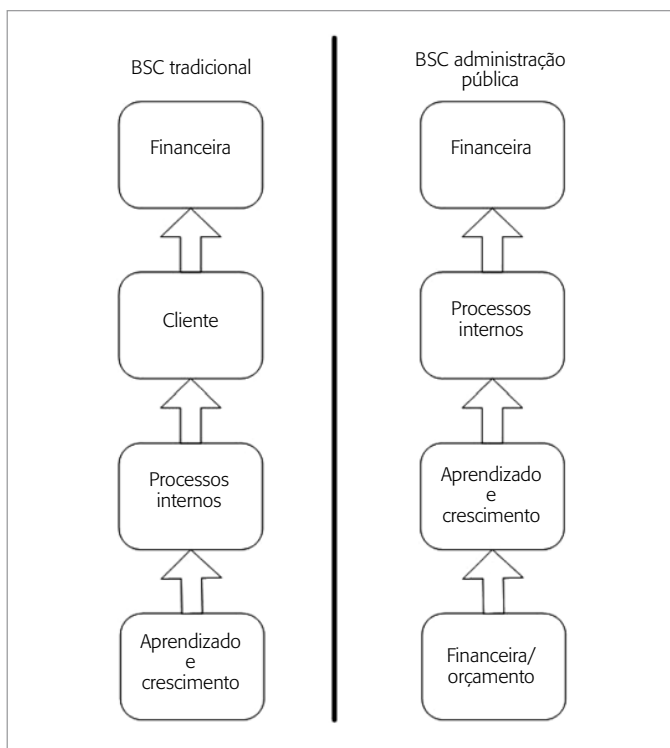 BSC tradicional
Financeira
Cliente
Processos
internos
Aprendizado
e
crescimento
BSC administração
pública
Financeira
Processos
internos
Aprendizado
e
crescimento
Financeira/
orçamento